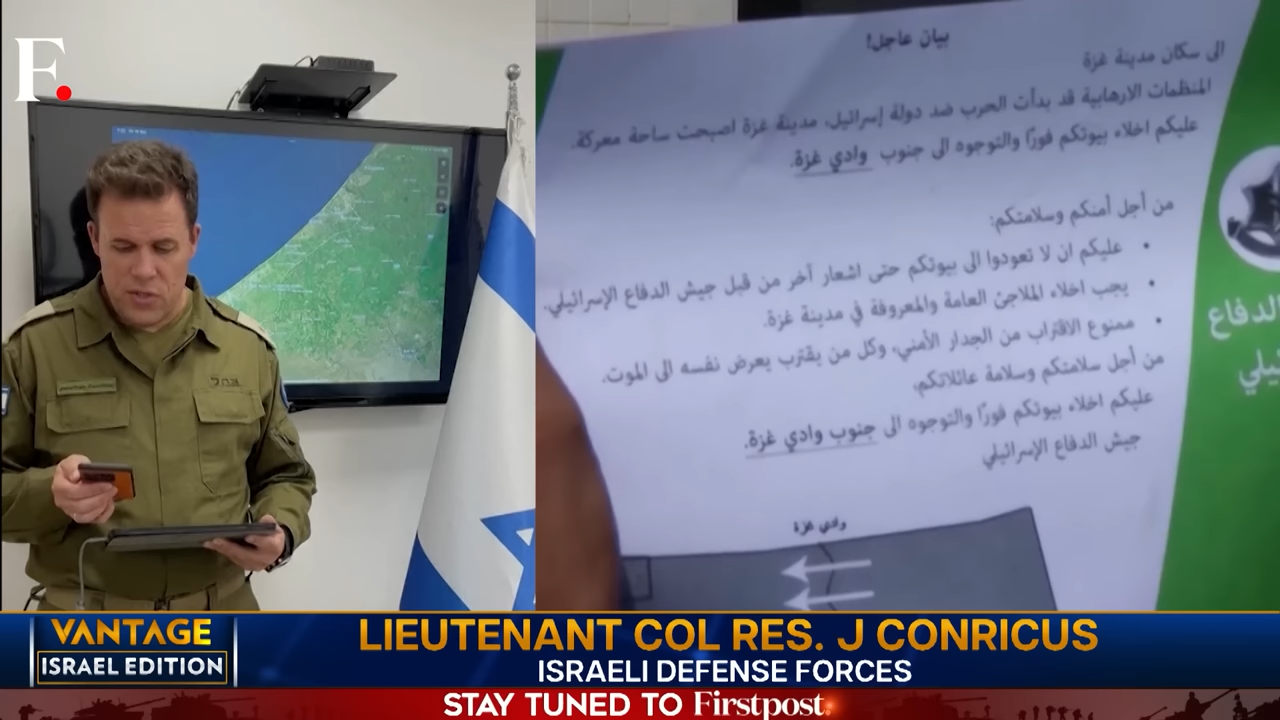 F.
بيان عاجل!
الى سكان مدينة غزة
المنظمات الارهابية قد بدأت الحرب ضد دولة إسرائيل، مدينة غزة اصبحت ساحة معركة.
عليكم اخلاء بيوتكم فورًا والتوجوه الى جنوب وادي غزة.
من أجل أمنكم وسلامتكم:
• عليكم ان لا تعودوا الى بيوتكم حتى اشعار آخر من قبل جيش الدفاع الإسرائيلي.
• يجب اخلاء الملاجئ العامة والمعروفة في مدينة غزة.
• ممنوع الاقتراب من الجدار الأمني، وكل من يقترب يعرض نفسه الى الموت.
من أجل سلامتكم وسلامة عائلاتكم،
عليكم اخلاء بيوتكم فورًا والتوجوه الى جنوب وادي غزة.
جيش الدفاع الإسرائيلي
وادي غزة
الدفاع
צהל
VANTAGE
ISRAEL EDITION
LIEUTENANT COL RES. J CONRICUS
ISRAELI DEFENSE FORCES
STAY TUNED TO Firstpost.